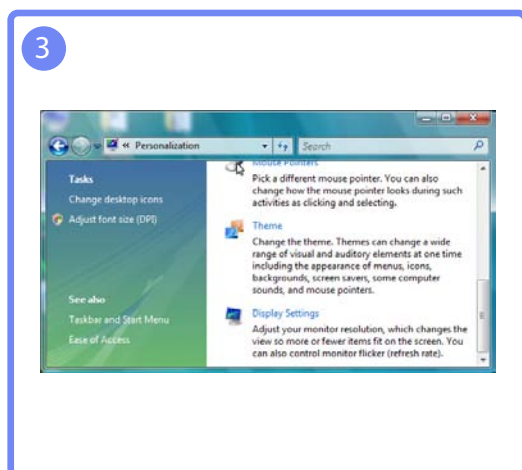 3
« Personalization
Search
Tasks
Change desktop icons
Adjust font size (DPI)
See also
Taskbar and Start Menu
Ease of Access
Mouse Pointers
Pick a different mouse pointer. You can also
change how the mouse pointer looks during such
activities as clicking and selecting.
Theme
Change the theme. Themes can change a wide
range of visual and auditory elements at one time
including the appearance of menus, icons,
backgrounds, screen savers, some computer
sounds, and mouse pointers.
Display Settings
Adjust your monitor resolution, which changes the
view so more or fewer items fit on the screen. You
can also control monitor flicker (refresh rate).